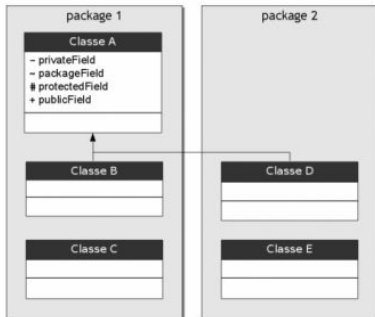 package 1
package 2
Classe A
– privateField
– packageField
# protectedField
+ publicField
Classe B
Classe D
Classe C
Classe E